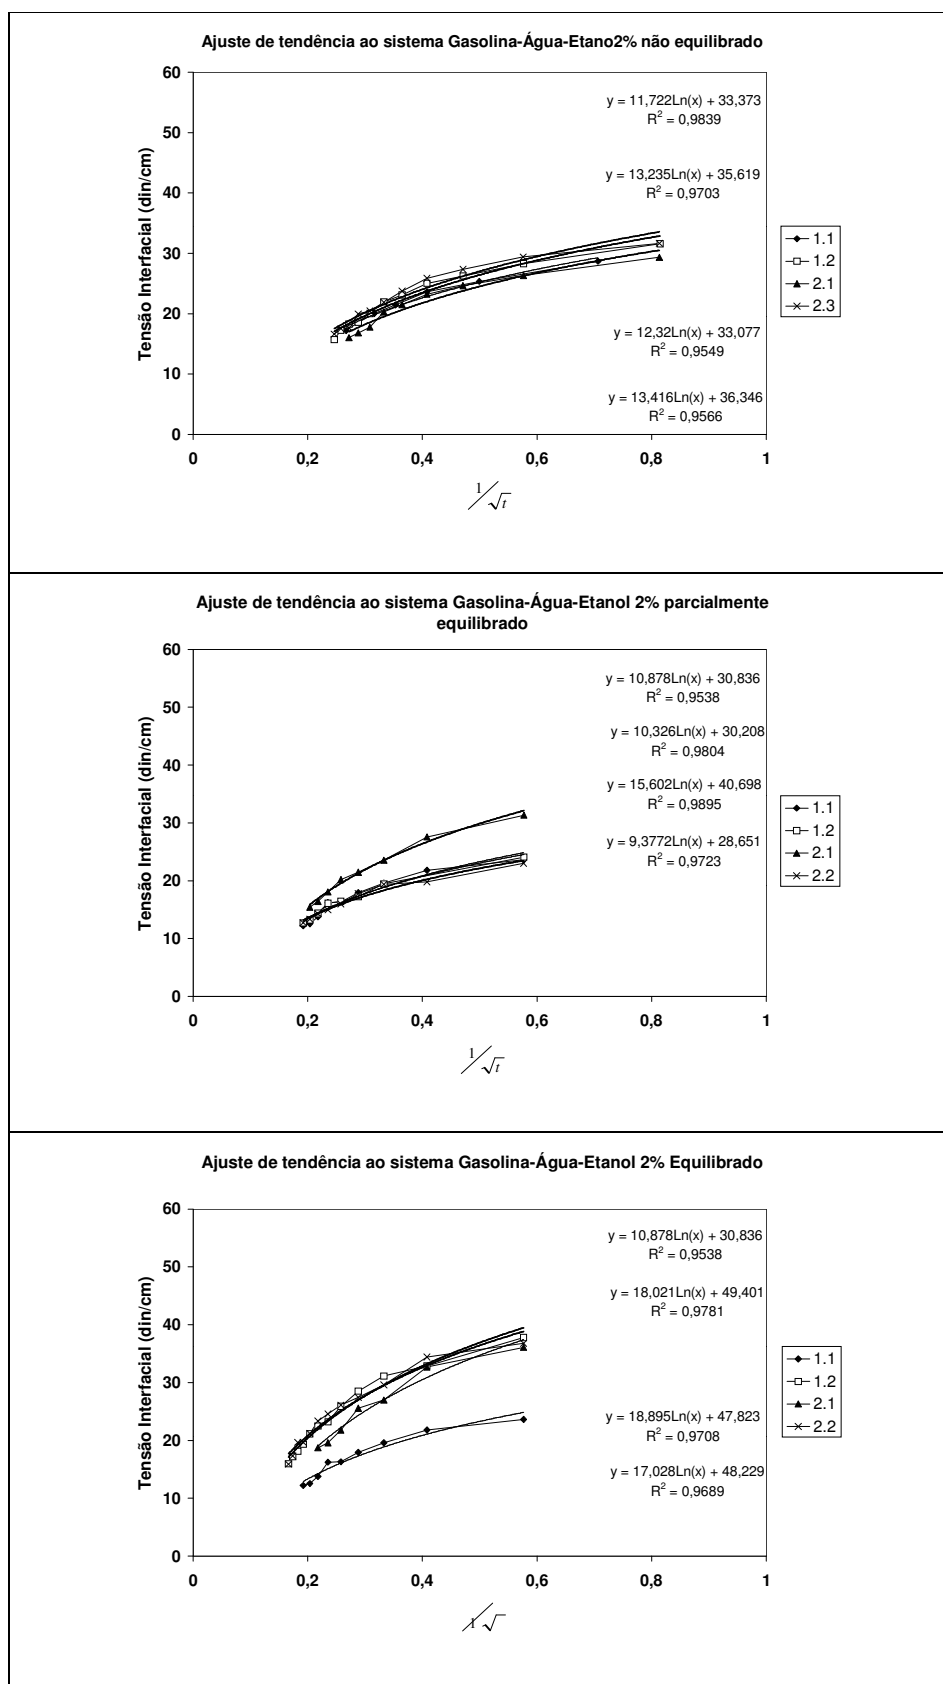 Ajuste de tendência ao sistema Gasolina-Água-Etano2% não equilibrado
60
50
40
30
20
10
0
Tensão Interfacial (din/cm)
y = 11,722Ln(x) + 33,373
R² = 0,9839
y = 13,235Ln(x) + 35,619
R² = 0,9703
y = 12,32Ln(x) + 33,077
R² = 0,9549
y = 13,416Ln(x) + 36,346
R² = 0,9566
1.1
1.2
2.1
2.3
0 0,2 0,4 0,6 0,8 1
1/√t
Ajuste de tendência ao sistema Gasolina-Água-Etanol 2% parcialmente
equilibrado
60
50
40
30
20
10
0
Tensão Interfacial (din/cm)
y = 10,878Ln(x) + 30,836
R² = 0,9538
y = 10,326Ln(x) + 30,208
R² = 0,9804
y = 15,602Ln(x) + 40,698
R² = 0,9895
y = 9,3772Ln(x) + 28,651
R² = 0,9723
1.1
1.2
2.1
2.2
0 0,2 0,4 0,6 0,8 1
1/√t
Ajuste de tendência ao sistema Gasolina-Água-Etanol 2% Equilibrado
60
50
40
30
20
10
0
Tensão Interfacial (din/cm)
y = 10,878Ln(x) + 30,836
R² = 0,9538
y = 18,021Ln(x) + 49,401
R² = 0,9781
y = 18,895Ln(x) + 47,823
R² = 0,9708
y = 17,028Ln(x) + 48,229
R² = 0,9689
1.1
1.2
2.1
2.2
0 0,2 0,4 0,6 0,8 1
1/√